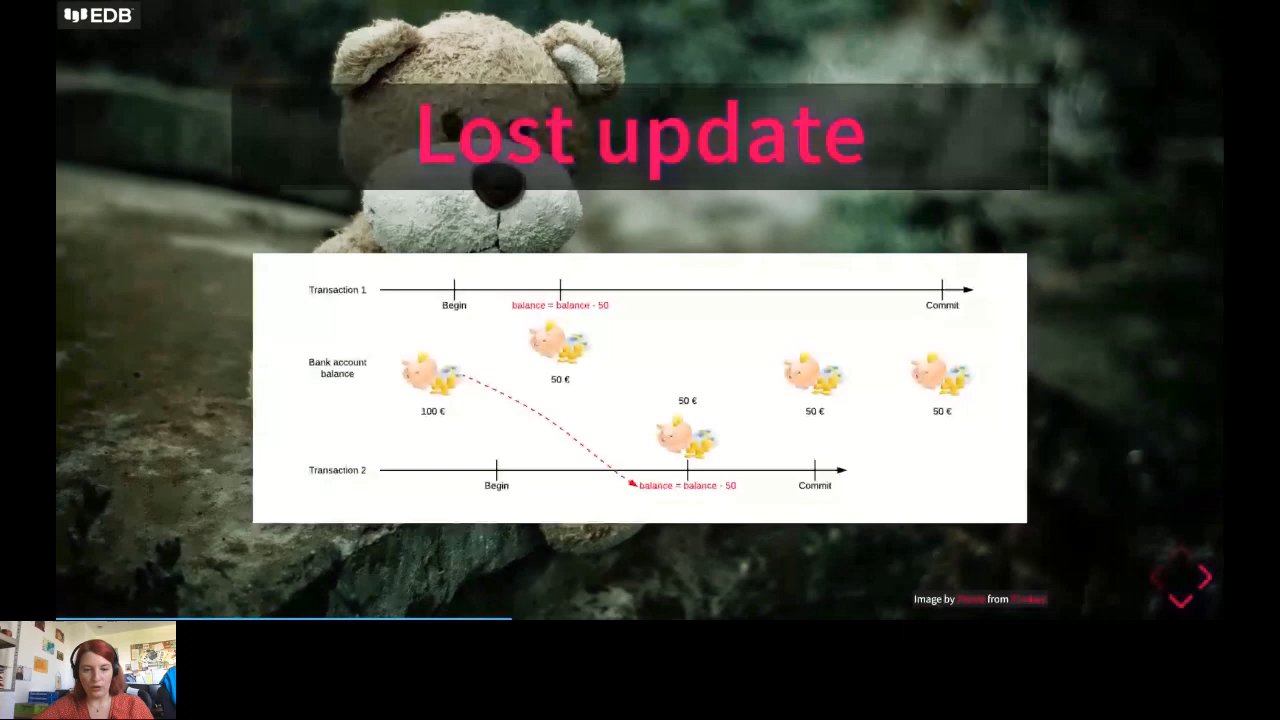 EDB
Lost update
Transaction 1
Begin
balance = balance - 50
Commit
Bank account
balance
100 €
50 €
50 €
50 €
50 €
Transaction 2
Begin
balance = balance - 50
Commit
Image by
from